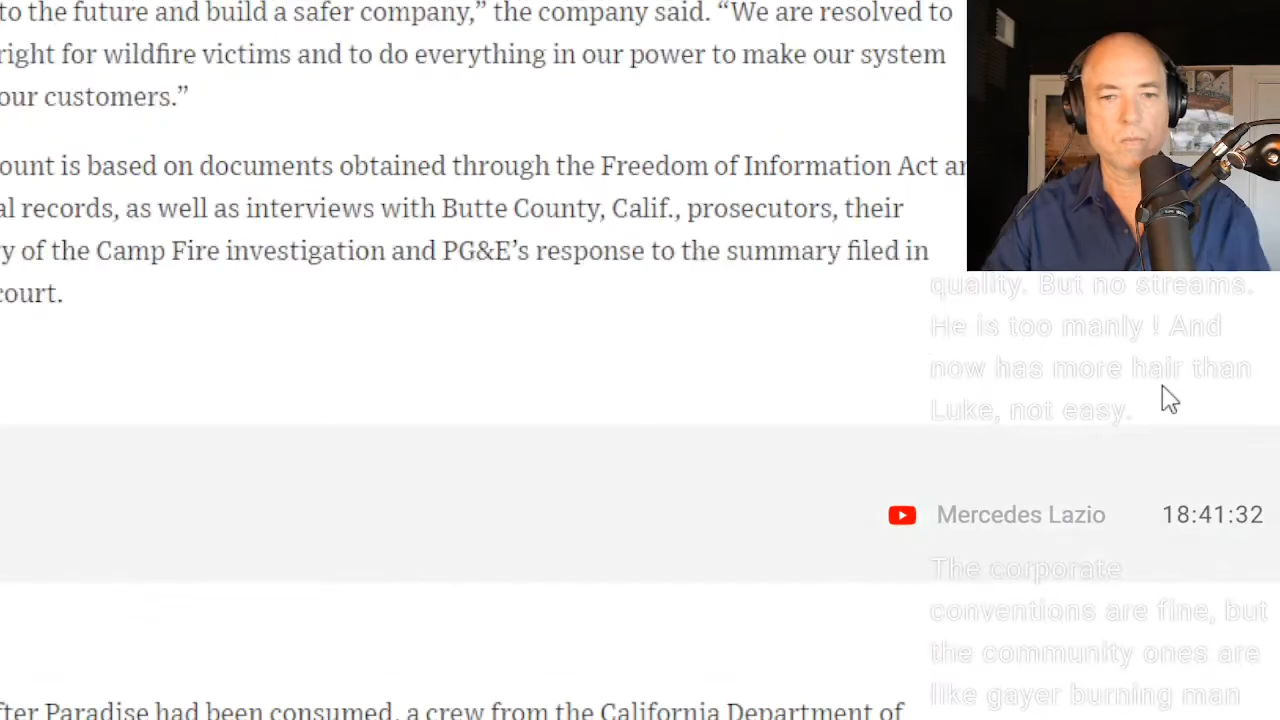 to the future and build a safer company,” the company said. “We are resolved to
right for wildfire victims and to do everything in our power to make our system
our customers.”
ount is based on documents obtained through the Freedom of Information Act an
al records, as well as interviews with Butte County, Calif., prosecutors, their
y of the Camp Fire investigation and PG&E’s response to the summary filed in
court.
quality. But no streams.
He is too manly ! And
now has more hair than
Luke, not easy.
Mercedes Lazio 18:41:32
The corporate
conventions are fine, but
the community ones are
like gayer burning man
fter Paradise had been consumed, a crew from the California Department of